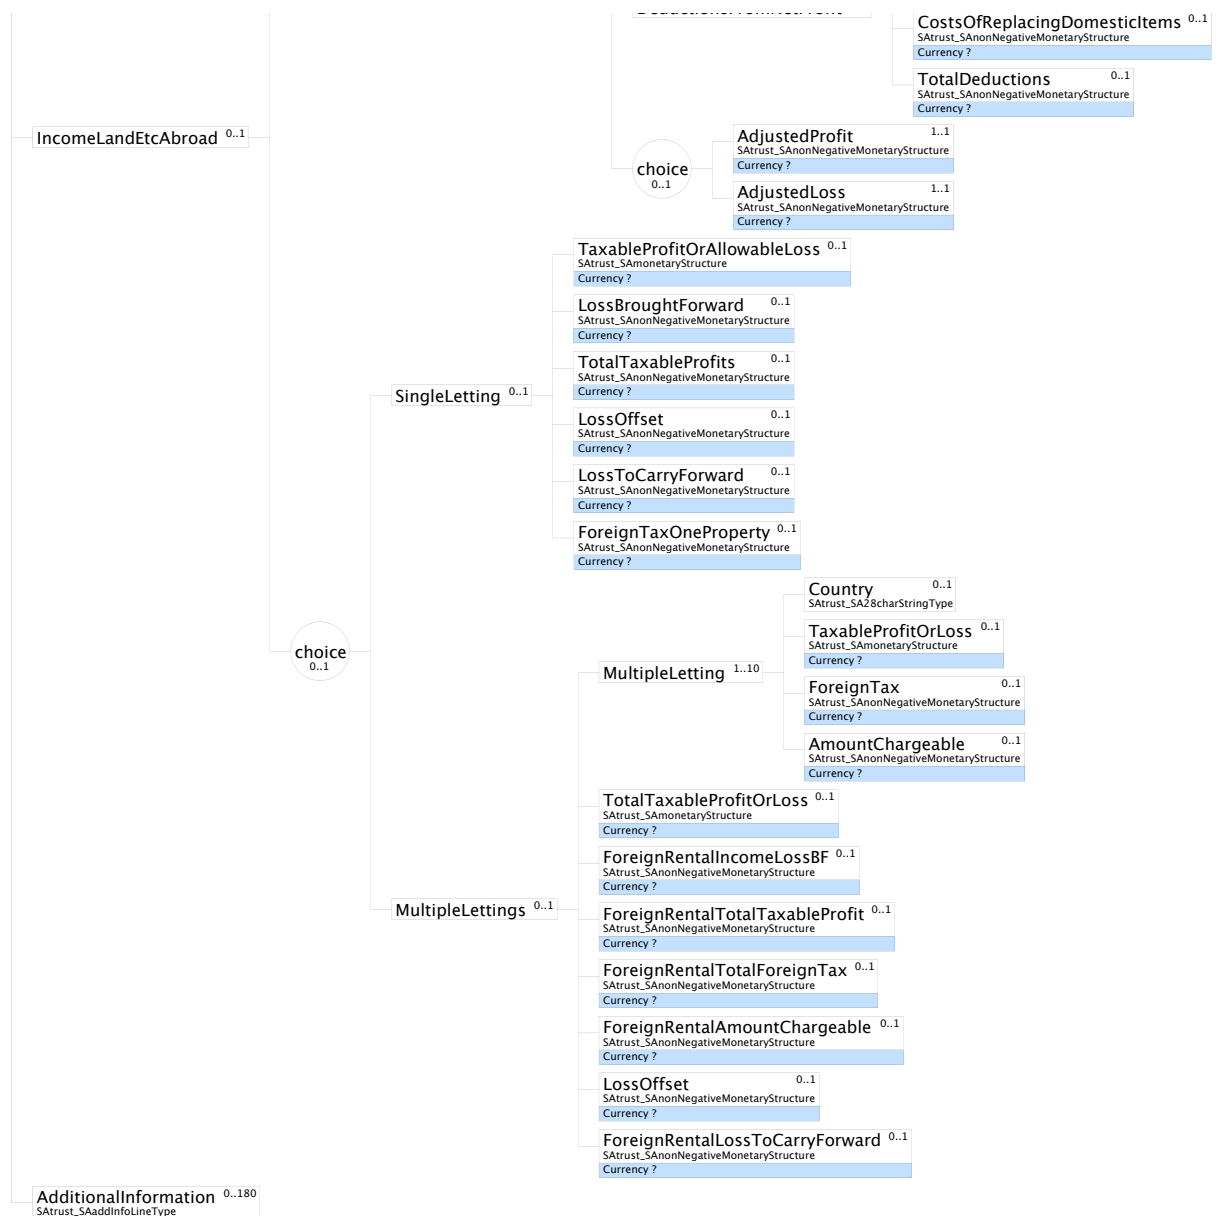 CostsOfReplacingDomesticItems 0..1
SAtrust_SAnonNegativeMonetaryStructure
Currency ?
TotalDeductions 0..1
SAtrust_SAnonNegativeMonetaryStructure
Currency ?
IncomeLandEtcAbroad 0..1
choice
0..1
AdjustedProfit 1..1
SAtrust_SAnonNegativeMonetaryStructure
Currency ?
AdjustedLoss 1..1
SAtrust_SAnonNegativeMonetaryStructure
Currency ?
TaxableProfitOrAllowableLoss 0..1
SAtrust_SAmonetaryStructure
Currency ?
LossBroughtForward 0..1
SAtrust_SAnonNegativeMonetaryStructure
Currency ?
TotalTaxableProfits 0..1
SAtrust_SAnonNegativeMonetaryStructure
Currency ?
SingleLetting 0..1
LossOffset 0..1
SAtrust_SAnonNegativeMonetaryStructure
Currency ?
LossToCarryForward 0..1
SAtrust_SAnonNegativeMonetaryStructure
Currency ?
ForeignTaxOneProperty 0..1
SAtrust_SAnonNegativeMonetaryStructure
Currency ?
choice
0..1
Country 0..1
SAtrust_SA28charStringType
TaxableProfitOrLoss 0..1
SAtrust_SAmonetaryStructure
Currency ?
MultipleLetting 1..10
ForeignTax 0..1
SAtrust_SAnonNegativeMonetaryStructure
Currency ?
AmountChargeable 0..1
SAtrust_SAnonNegativeMonetaryStructure
Currency ?
TotalTaxableProfitOrLoss 0..1
SAtrust_SAmonetaryStructure
Currency ?
ForeignRentalIncomeLossBF 0..1
SAtrust_SAnonNegativeMonetaryStructure
Currency ?
MultipleLettings 0..1
ForeignRentalTotalTaxableProfit 0..1
SAtrust_SAnonNegativeMonetaryStructure
Currency ?
ForeignRentalTotalForeignTax 0..1
SAtrust_SAnonNegativeMonetaryStructure
Currency ?
ForeignRentalAmountChargeable 0..1
SAtrust_SAnonNegativeMonetaryStructure
Currency ?
LossOffset 0..1
SAtrust_SAnonNegativeMonetaryStructure
Currency ?
ForeignRentalLossToCarryForward 0..1
SAtrust_SAnonNegativeMonetaryStructure
Currency ?
AdditionalInformation 0..180
SAtrust_SAaddInfoLineType